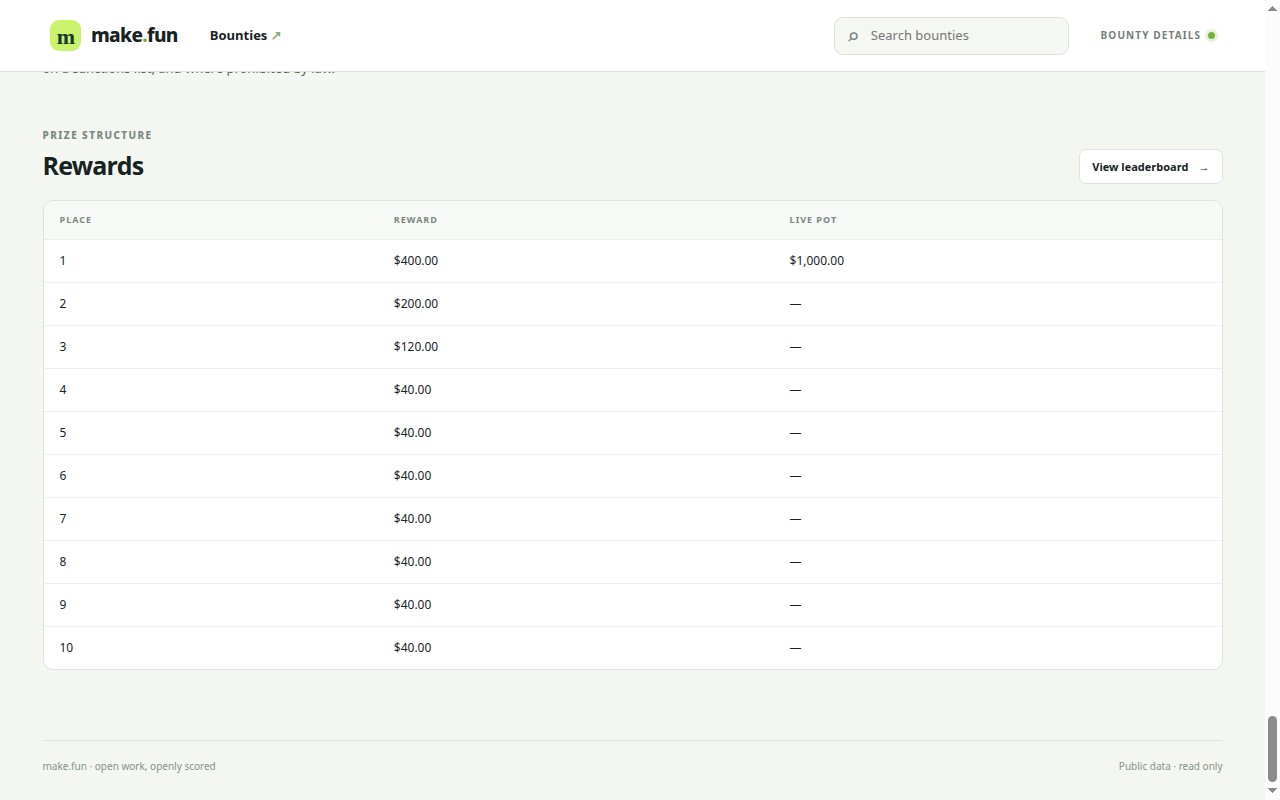 make.fun
Bounties ↗
Search bounties
BOUNTY DETAILS
PRIZE STRUCTURE
Rewards
View leaderboard →
PLACE REWARD LIVE POT
1 $400.00 $1,000.00
2 $200.00 —
3 $120.00 —
4 $40.00 —
5 $40.00 —
6 $40.00 —
7 $40.00 —
8 $40.00 —
9 $40.00 —
10 $40.00 —
make.fun · open work, openly scored
Public data · read only